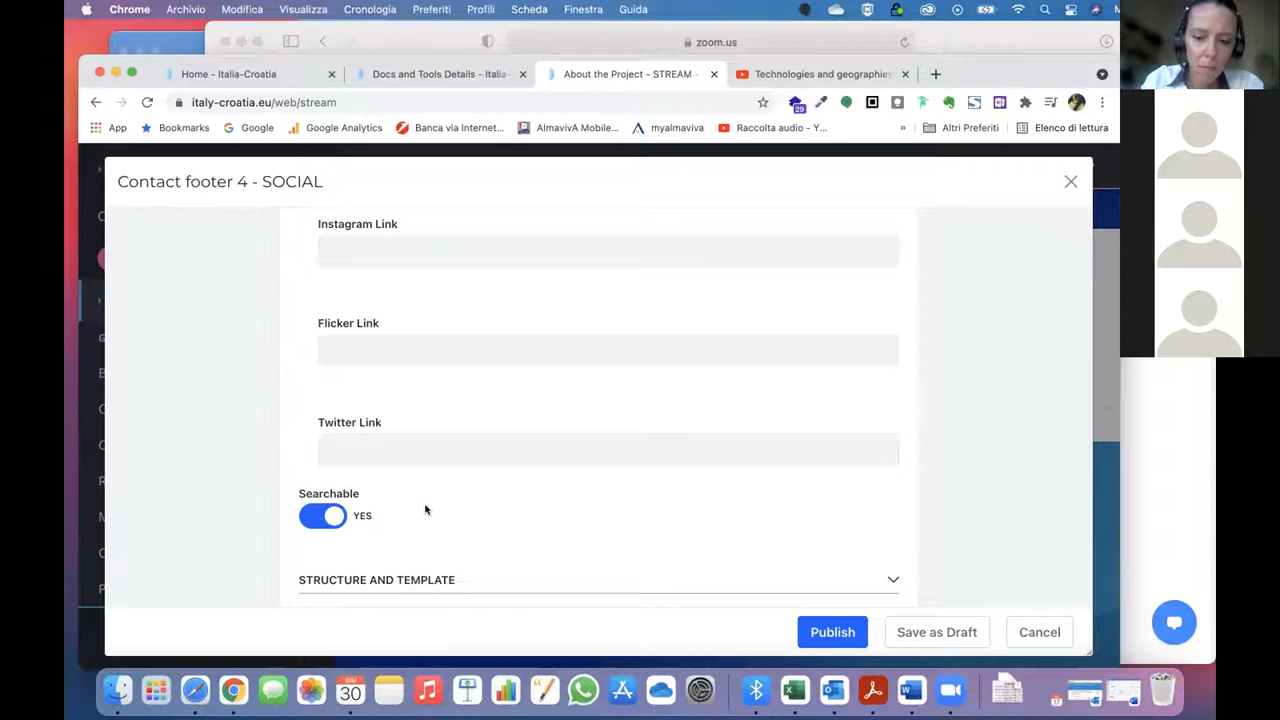 Chrome Archivio Modifica Visualizza Cronologia Preferiti Profili Scheda Finestra Guida
zoom.us
Home - Italia-Croatia
Docs and Tools Details - Italia-
About the Project - STREAM -
Technologies and geographies
italy-croatia.eu/web/stream
29
App Bookmarks Google Google Analytics Banca via Internet... AlmavivA Mobile... myalmaviva Raccolta audio - Y... » Altri Preferiti Elenco di lettura
Contact footer 4 - SOCIAL
Instagram Link
Flicker Link
Twitter Link
Searchable
YES
STRUCTURE AND TEMPLATE
Publish Save as Draft Cancel
GIU
30